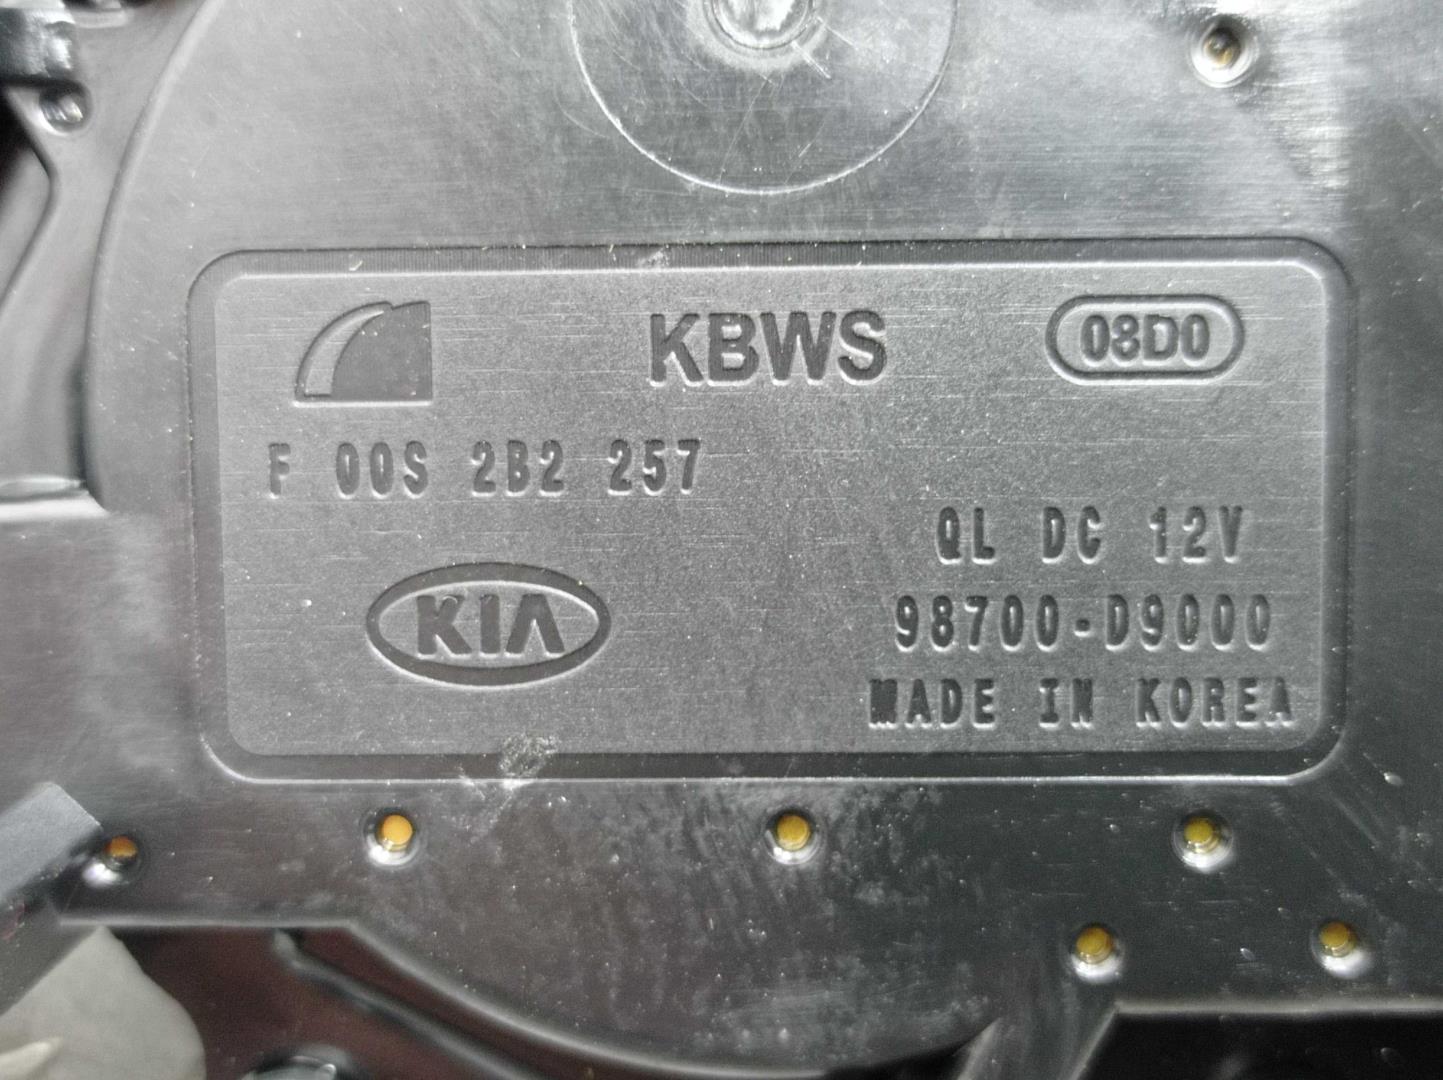 KBWS
08D0
F 00S 2B2 257
QL DC 12V
KIA
98700-D9000
MADE IN KOREA